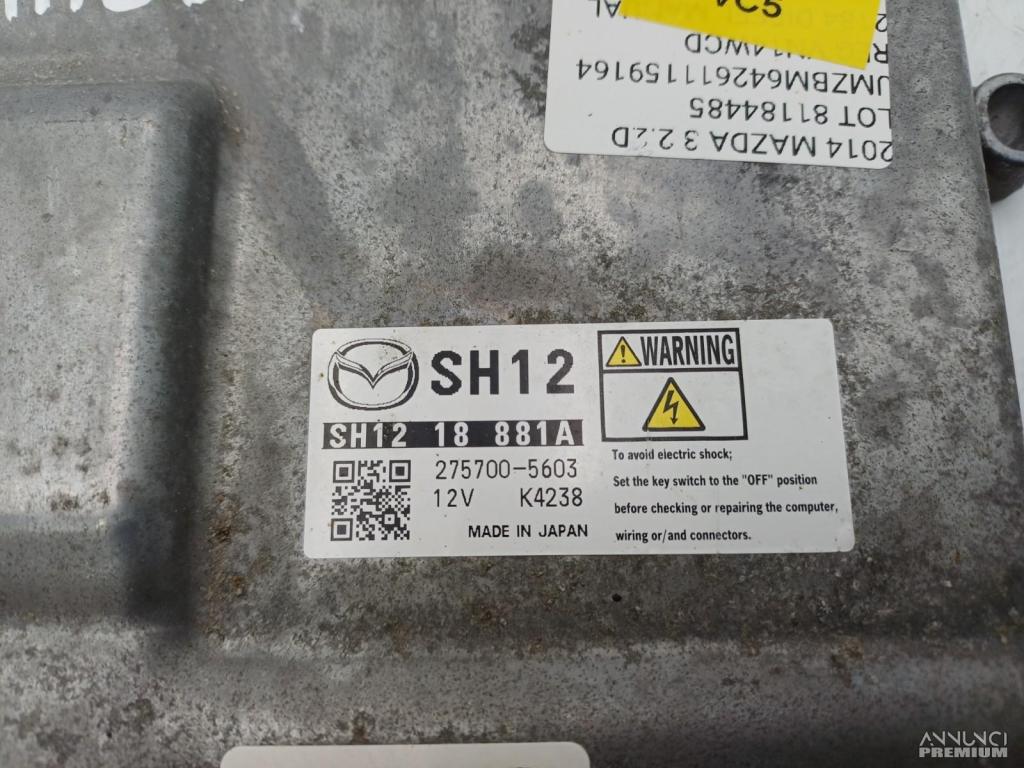 SH12
SH12 18 881A
275700-5603
12V K4238
MADE IN JAPAN
WARNING
To avoid electric shock;
Set the key switch to the "OFF" position
before checking or repairing the computer,
wiring or/and connectors.
2014 MAZDA 3 2.2D
LOT 81184485
JMZBM642611159164
ANNUNCI
PREMIUM